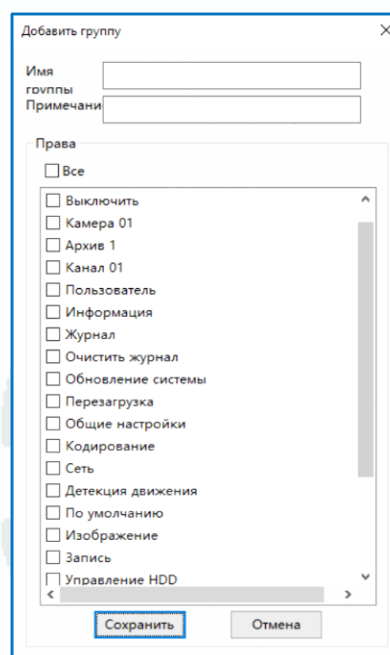 Добавить группу
Имя
группы
Примечани
Права
Все
Выключить
Камера 01
Архив 1
Канал 01
Пользователь
Информация
Журнал
Очистить журнал
Обновление системы
Перезагрузка
Общие настройки
Кодирование
Сеть
Детекция движения
По умолчанию
Изображение
Запись
Управление HDD
Сохранить Отмена